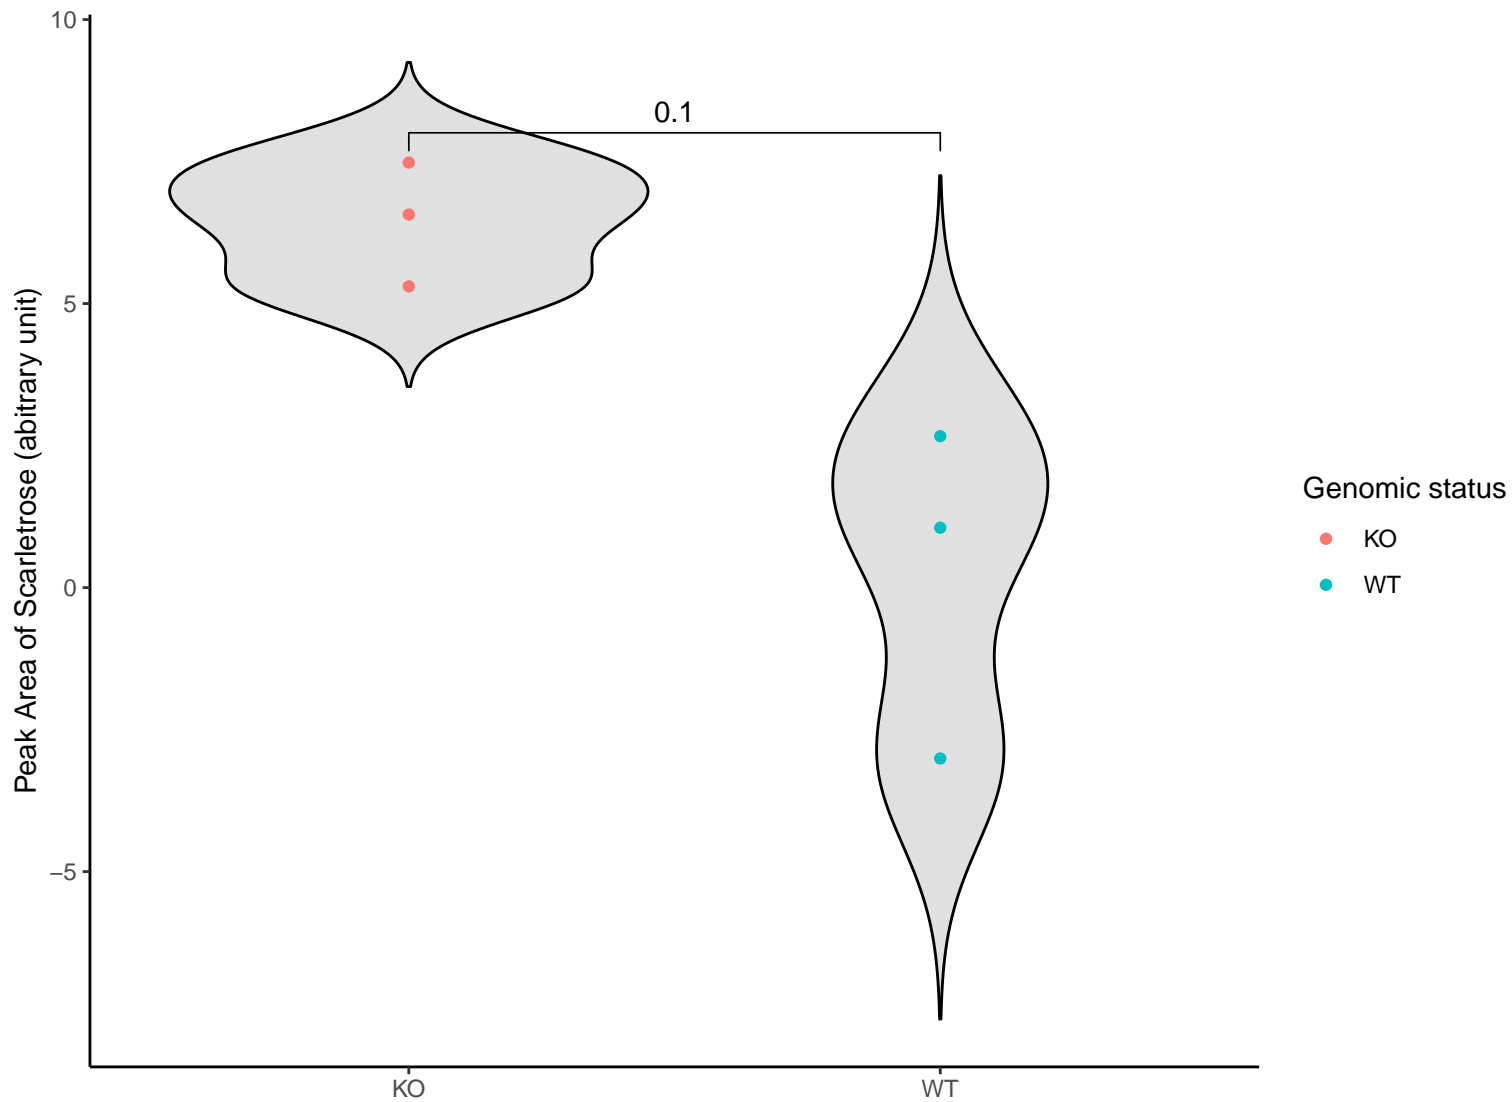 10
0.1
5
0
−5
Peak Area of Scarletrose (abitrary unit)
KO
WT
Genomic status
KO
WT